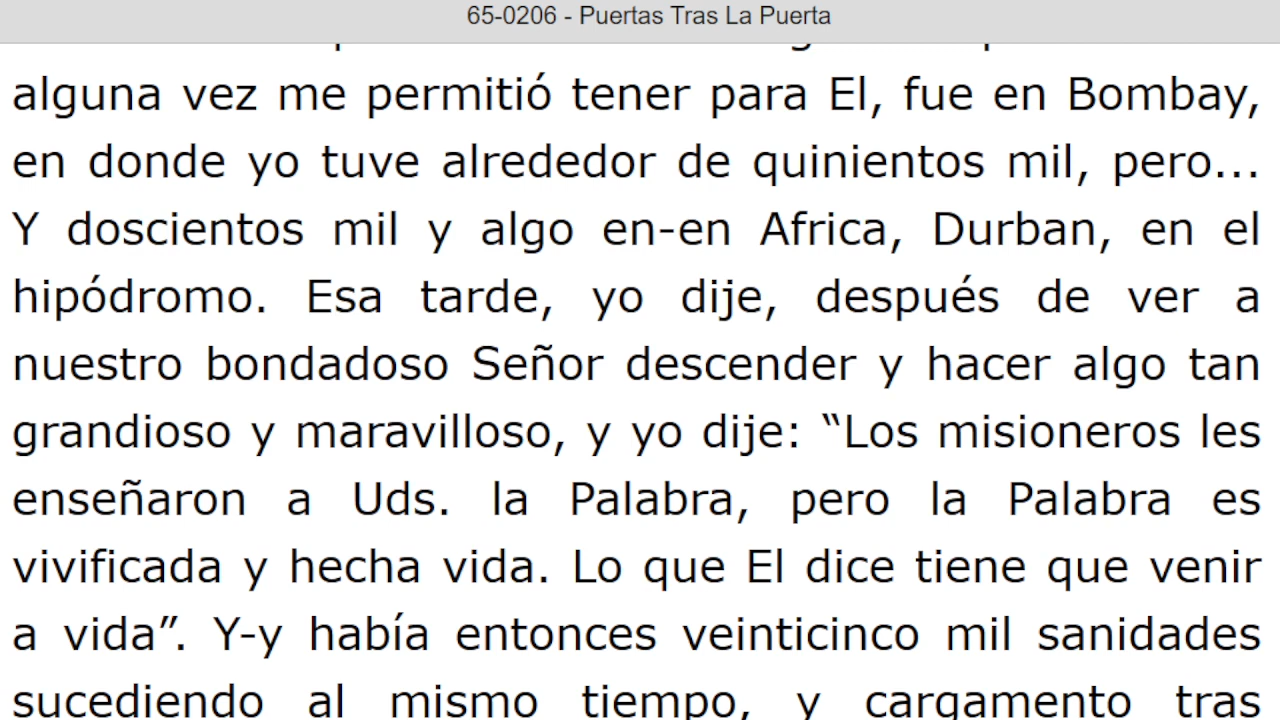 65-0206 - Puertas Tras La Puerta
alguna vez me permitió tener para El, fue en Bombay,
en donde yo tuve alrededor de quinientos mil, pero...
Y doscientos mil y algo en-en Africa, Durban, en el
hipódromo. Esa tarde, yo dije, después de ver a
nuestro bondadoso Señor descender y hacer algo tan
grandioso y maravilloso, y yo dije: “Los misioneros les
enseñaron a Uds. la Palabra, pero la Palabra es
vivificada y hecha vida. Lo que El dice tiene que venir
a vida”. Y-y había entonces veinticinco mil sanidades
sucediendo al mismo tiempo, y cargamento tras